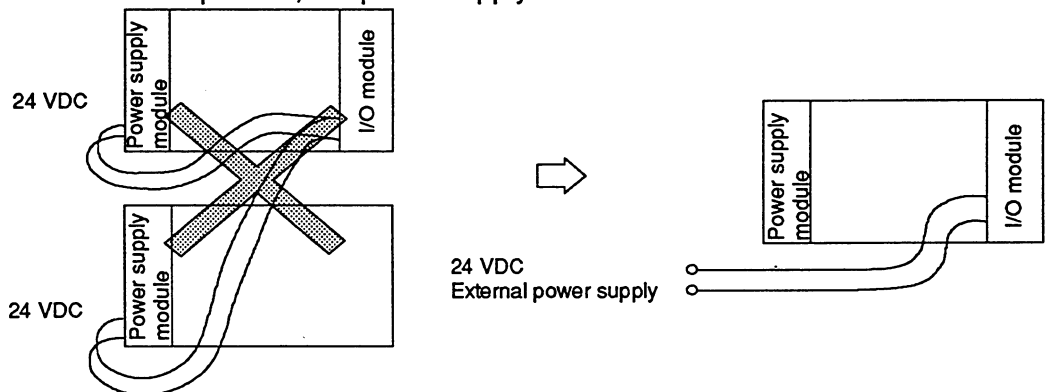 24 VDC
Power supply
module
I/O module
24 VDC
Power supply
module
24 VDC
External power supply
Power supply
module
I/O module